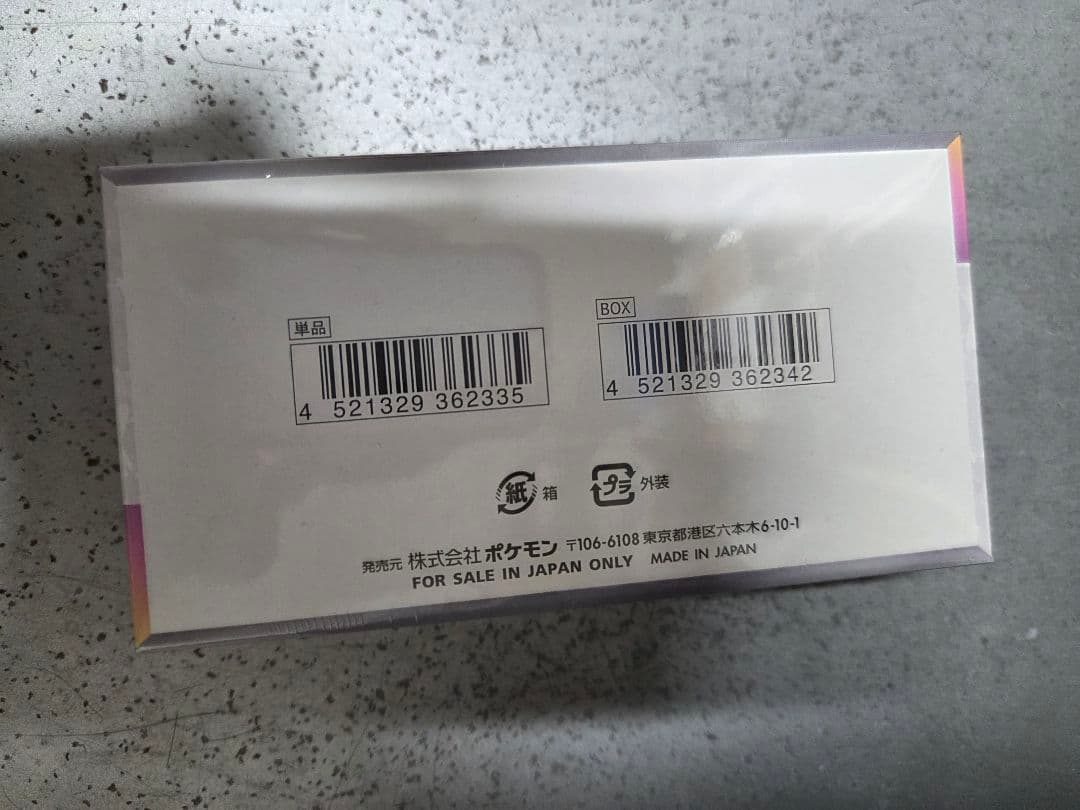 単品
4 521329 362335
BOX
4 521329 362342
紙 箱
プラ 外装
発売元 株式会社 ポケモン 〒106-6108 東京都港区六本木6-10-1
FOR SALE IN JAPAN ONLY MADE IN JAPAN